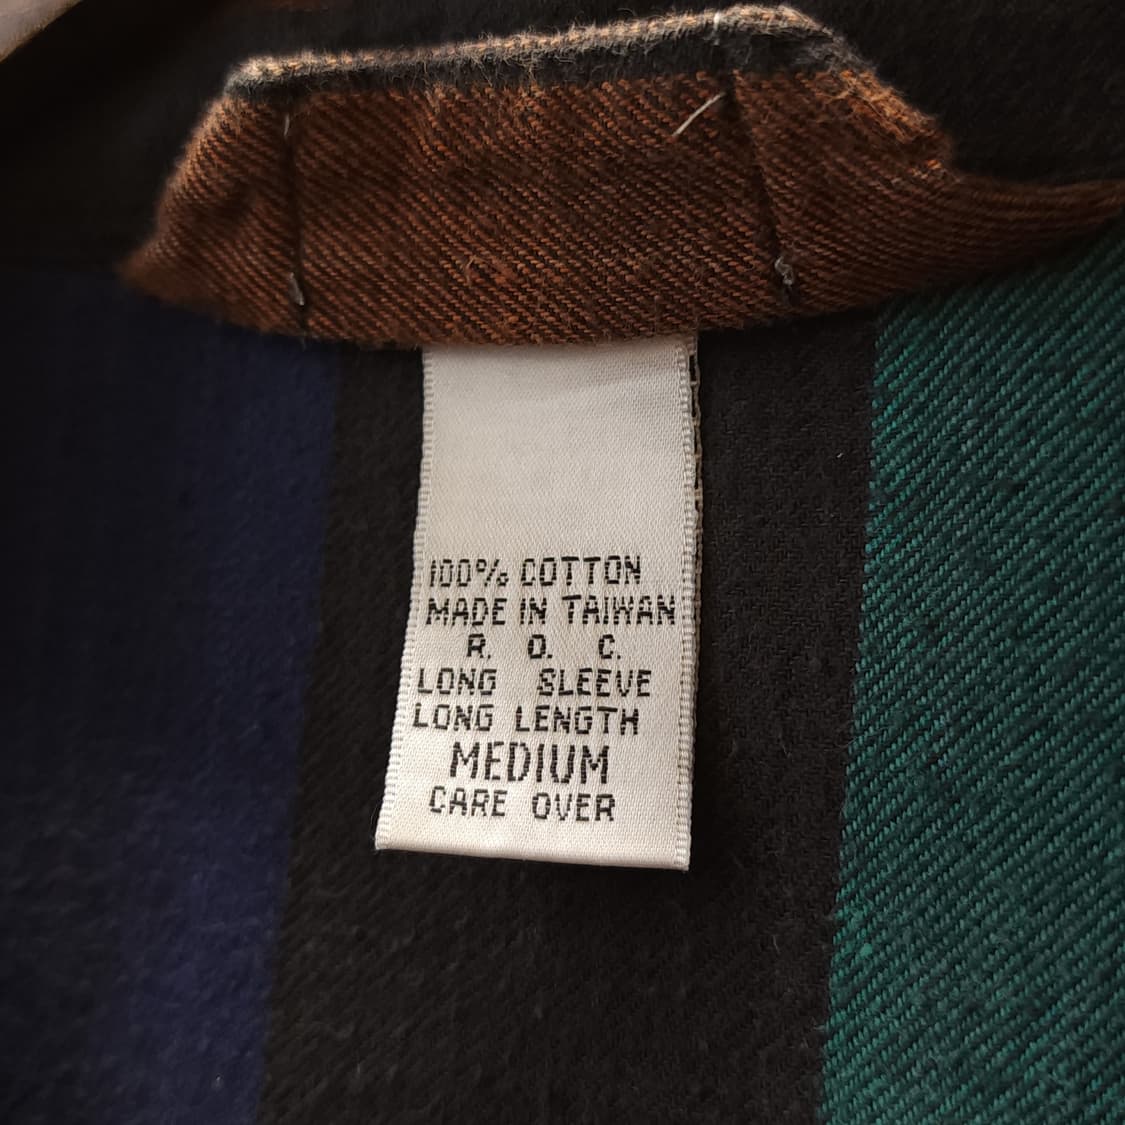 100% COTTON
MADE IN TAIWAN
R. O. C.
LONG SLEEVE
LONG LENGTH
MEDIUM
CARE OVER